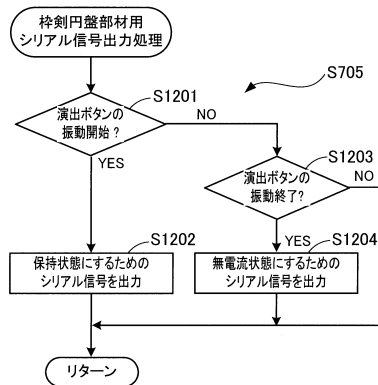 枠剣円盤部材用
シリアル信号出力処理
S705
S1201
演出ボタンの
振動開始？
NO
YES
S1203
演出ボタンの
振動終了?
NO
YES
S1202
保持状態にするための
シリアル信号を出力
S1204
無電流状態にするための
シリアル信号を出力
リターン